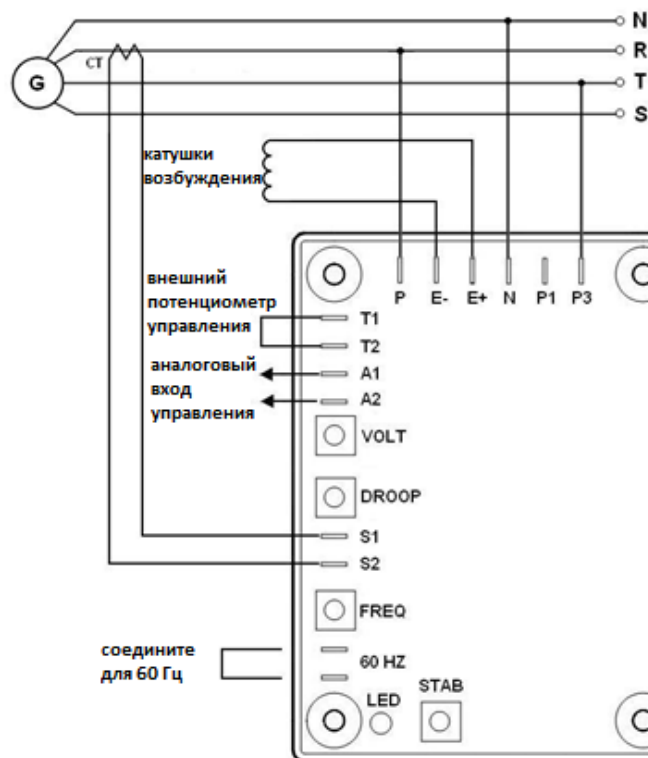 N
R
T
S
G
CT
катушки
возбуждения
P E- E+ N P1 P3
внешний
потенциометр
управления
T1
T2
аналоговый
вход
управления
A1
A2
VOLT
DROOP
S1
S2
FREQ
соедините
для 60 Гц
60 HZ
LED
STAB